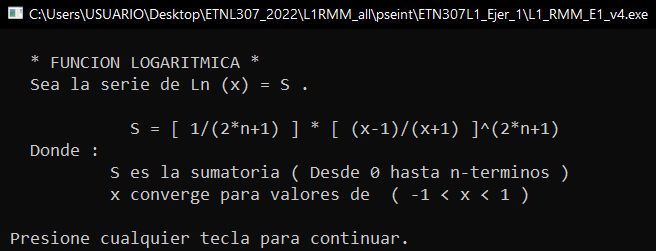 C:\Users\USUARIO\Desktop\ETNL307_2022\L1RMM_all\pseint\ETN307L1_Ejer_1\L1_RMM_E1_v4.exe
* FUNCION LOGARITMICA *
Sea la serie de Ln (x) = S .
S = [ 1/(2*n+1) ] * [ (x-1)/(x+1) ]^(2*n+1)
Donde :
S es la sumatoria ( Desde 0 hasta n-terminos )
x converge para valores de  ( -1 < x < 1 )
Presione cualquier tecla para continuar.